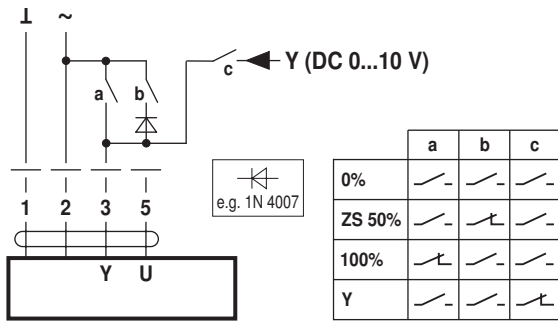 ⊥ ~
a b c Y (DC 0...10 V)
e.g. 1N 4007
1 2 3 5
Y U
a b c
0%
ZS 50%
100%
Y